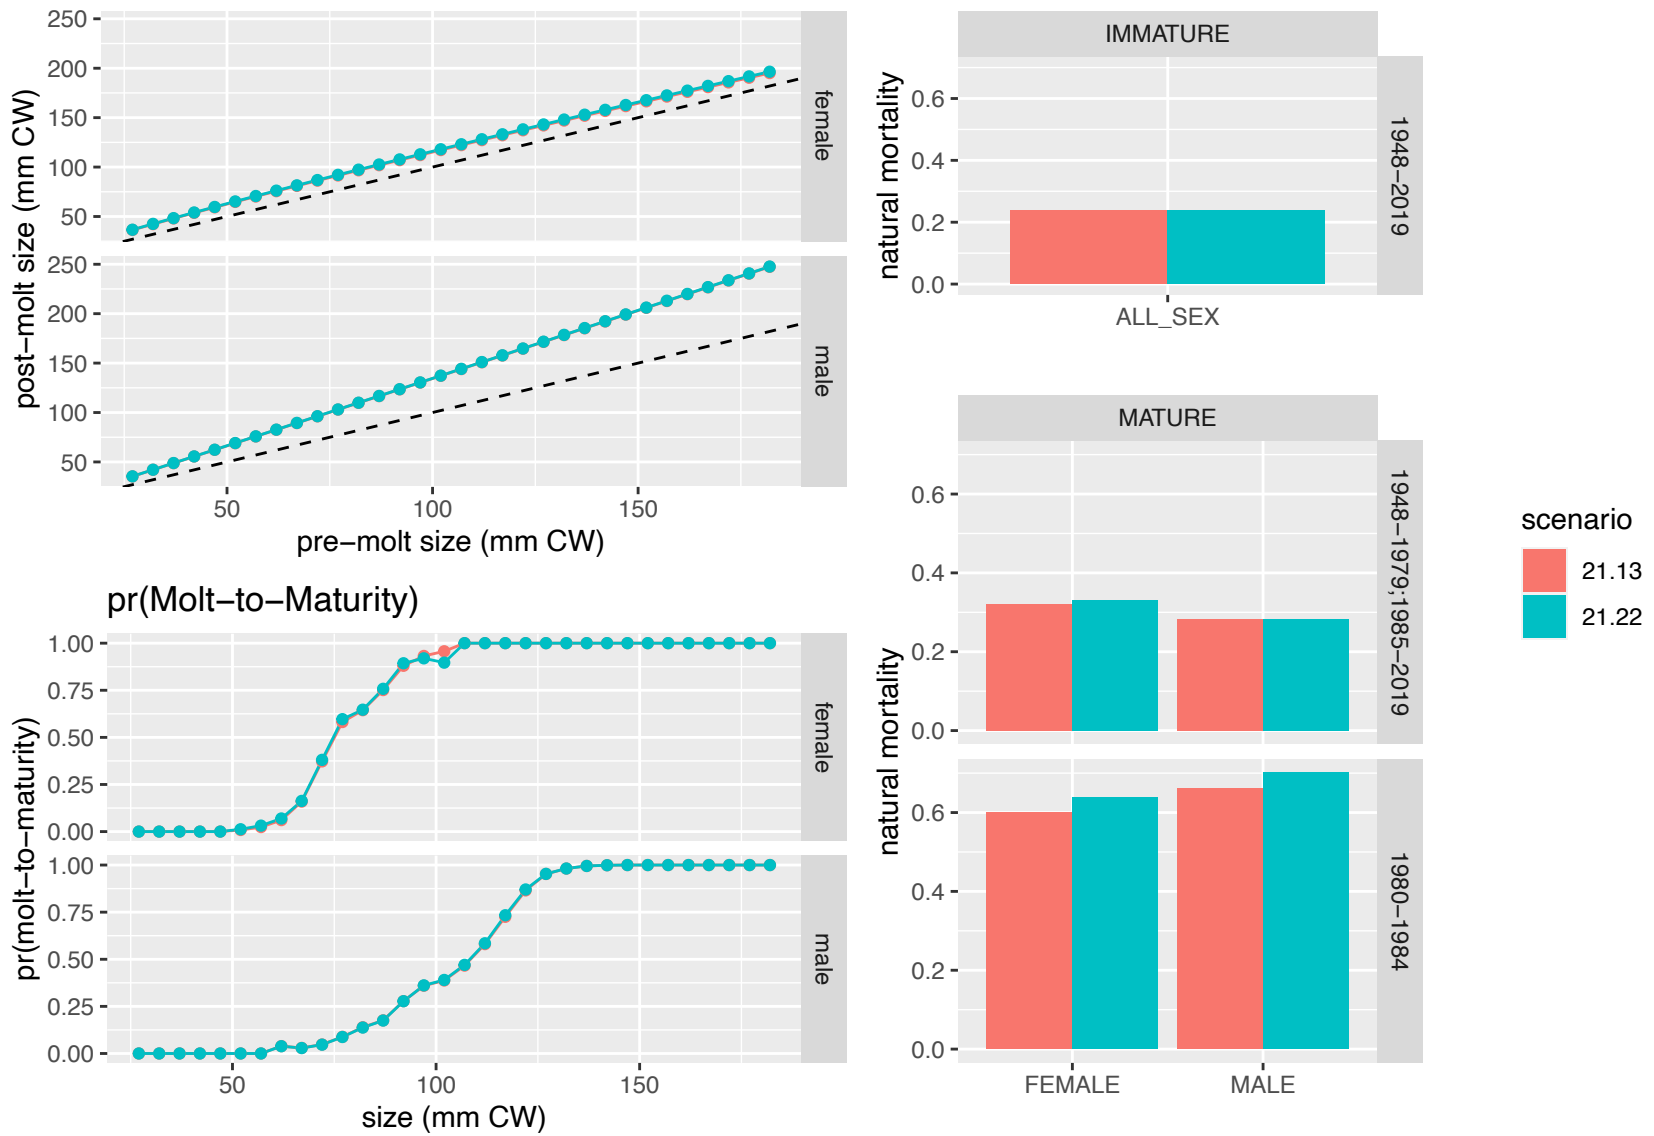 250
200
150
100
50
female
250
200
150
100
50
male
post−molt size (mm CW)
50
100
150
pre−molt size (mm CW)
pr(Molt−to−Maturity)
1.00
0.75
0.50
0.25
0.00
female
1.00
0.75
0.50
0.25
0.00
male
pr(molt−to−maturity)
50
100
150
size (mm CW)
IMMATURE
natural mortality
0.6
0.4
0.2
0.0
1948−2019
ALL_SEX
MATURE
natural mortality
0.6
0.4
0.2
0.0
1948−1979;1985−2019
0.6
0.4
0.2
0.0
1980−1984
FEMALE
MALE
scenario
21.13
21.22